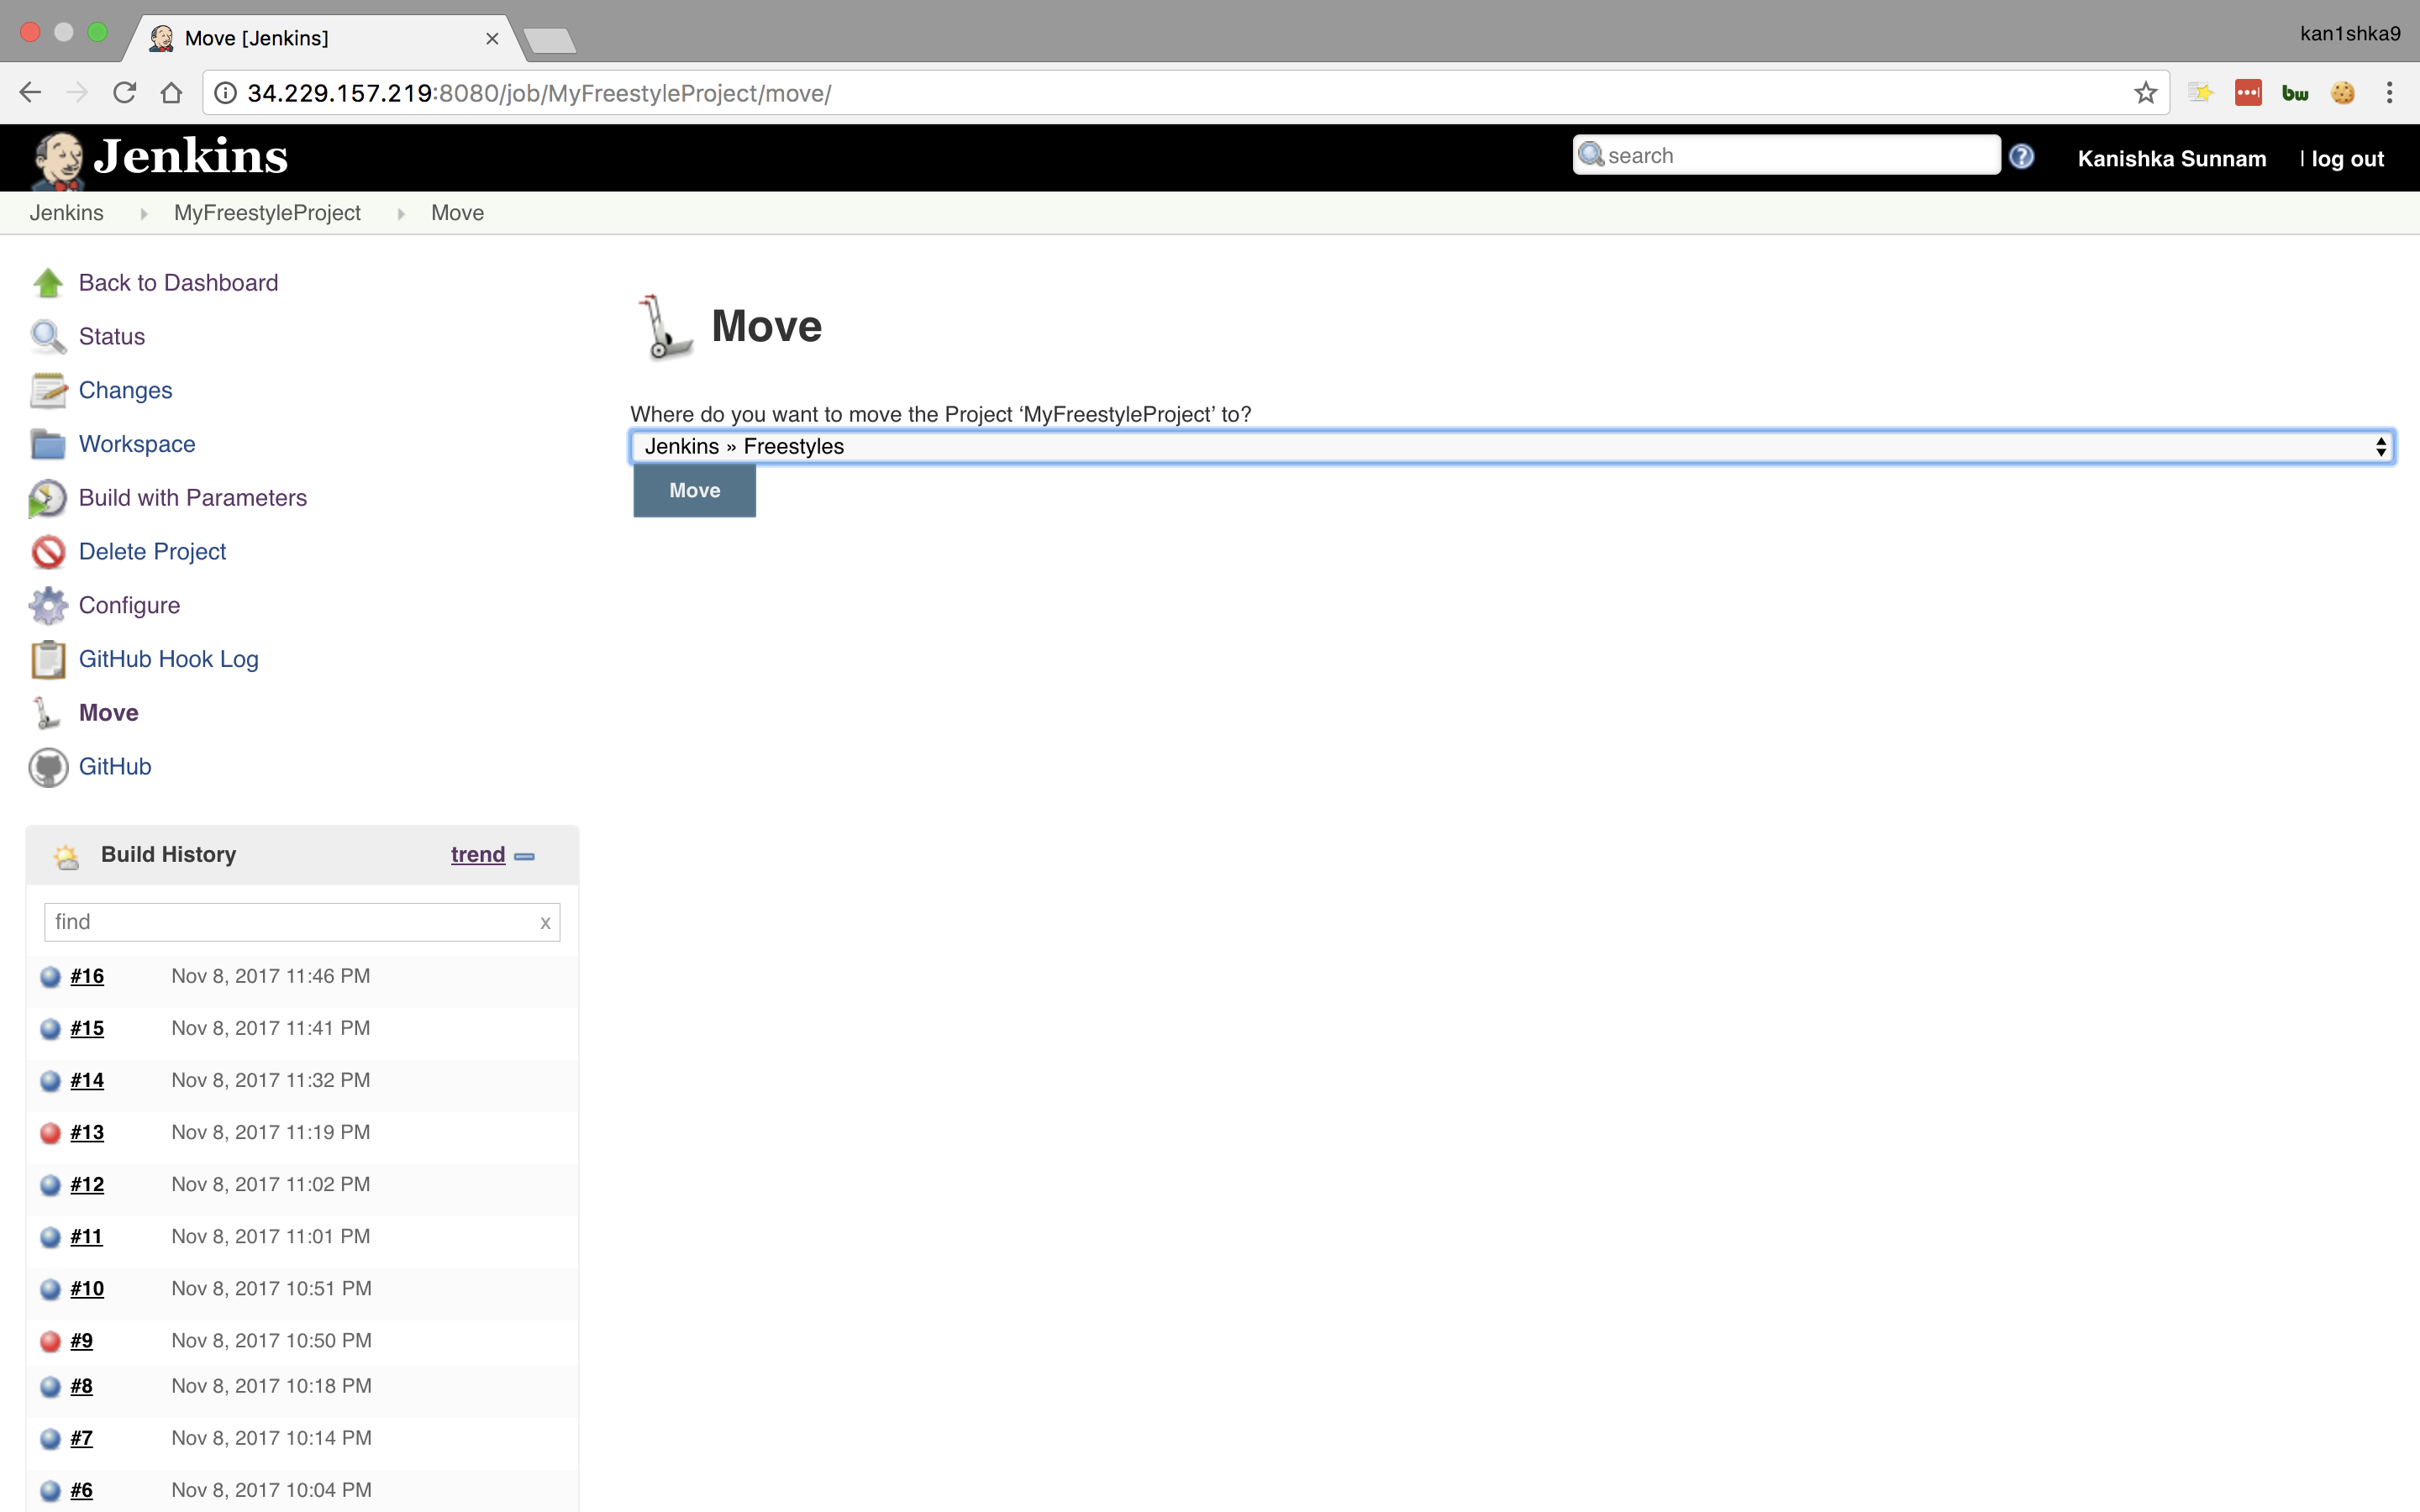 Move [Jenkins]
kan1shka9
34.229.157.219:8080/job/MyFreestyleProject/move/
bw
Jenkins
search
Kanishka Sunnam | log out
Jenkins
MyFreestyleProject
Move
Back to Dashboard
Status
Changes
Workspace
Build with Parameters
Delete Project
Configure
GitHub Hook Log
Move
GitHub
Move
Where do you want to move the Project ‘MyFreestyleProject’ to?
Jenkins » Freestyles
Move
Build History
trend
find
x
#16 Nov 8, 2017 11:46 PM
#15 Nov 8, 2017 11:41 PM
#14 Nov 8, 2017 11:32 PM
#13 Nov 8, 2017 11:19 PM
#12 Nov 8, 2017 11:02 PM
#11 Nov 8, 2017 11:01 PM
#10 Nov 8, 2017 10:51 PM
#9 Nov 8, 2017 10:50 PM
#8 Nov 8, 2017 10:18 PM
#7 Nov 8, 2017 10:14 PM
#6 Nov 8, 2017 10:04 PM